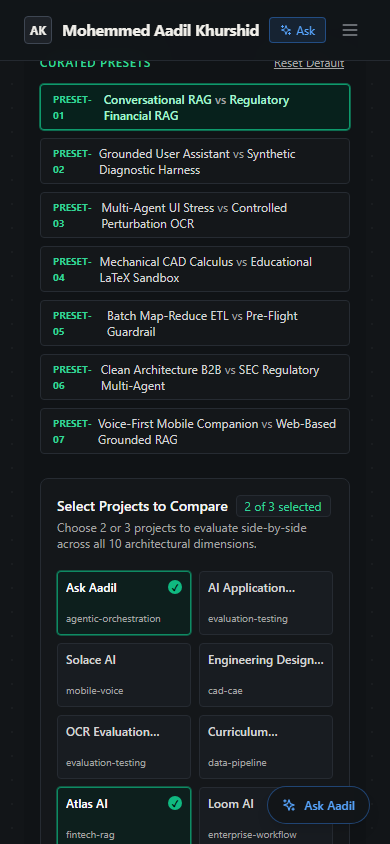 AK
Mohemmed Aadil Khurshid
Ask
CURATED PRESETS
Reset Default
PRESET-01
Conversational RAG vs Regulatory
Financial RAG
PRESET-02
Grounded User Assistant vs Synthetic
Diagnostic Harness
PRESET-03
Multi-Agent UI Stress vs Controlled
Perturbation OCR
PRESET-04
Mechanical CAD Calculus vs Educational
LaTeX Sandbox
PRESET-05
Batch Map-Reduce ETL vs Pre-Flight
Guardrail
PRESET-06
Clean Architecture B2B vs SEC Regulatory
Multi-Agent
PRESET-07
Voice-First Mobile Companion vs Web-Based
Grounded RAG
Select Projects to Compare
2 of 3 selected
Choose 2 or 3 projects to evaluate side-by-side
across all 10 architectural dimensions.
Ask Aadil
agentic-orchestration
AI Application...
evaluation-testing
Solace AI
mobile-voice
Engineering Design...
cad-cae
OCR Evaluation...
evaluation-testing
Curriculum...
data-pipeline
Atlas AI
fintech-rag
Loom AI
enterprise-workflow
Ask Aadil